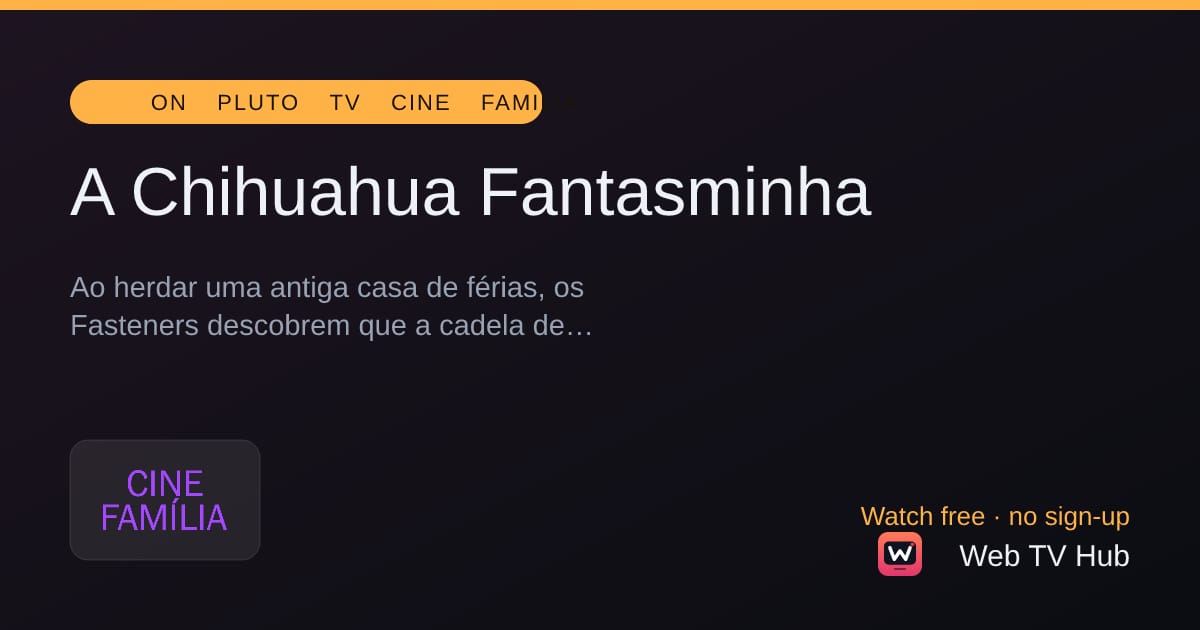 ON PLUTO TV CINE FAMI
A Chihuahua Fantasminha
Ao herdar uma antiga casa de férias, os
Fasteners descobrem que a cadela de…
CINE
FAMÍLIA
Watch free · no sign-up
Web TV Hub